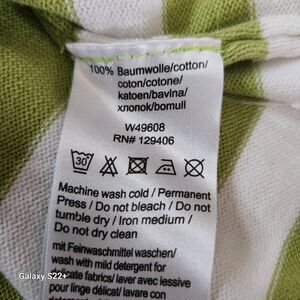 100% Baumwolle/cotton/
coton/cotone/
katoen/bavlna/
хлопок/bomull
W49608
RN# 129406
30
Machine wash cold / Permanent
Press / Do not bleach / Do not
tumble dry / Iron medium /
Do not dry clean
mit Feinwaschmittel waschen/
wash with mild detergent for
delicate fabrics/ laver avec lessive
pour linge délicat/ lavare con
Galaxy S22+